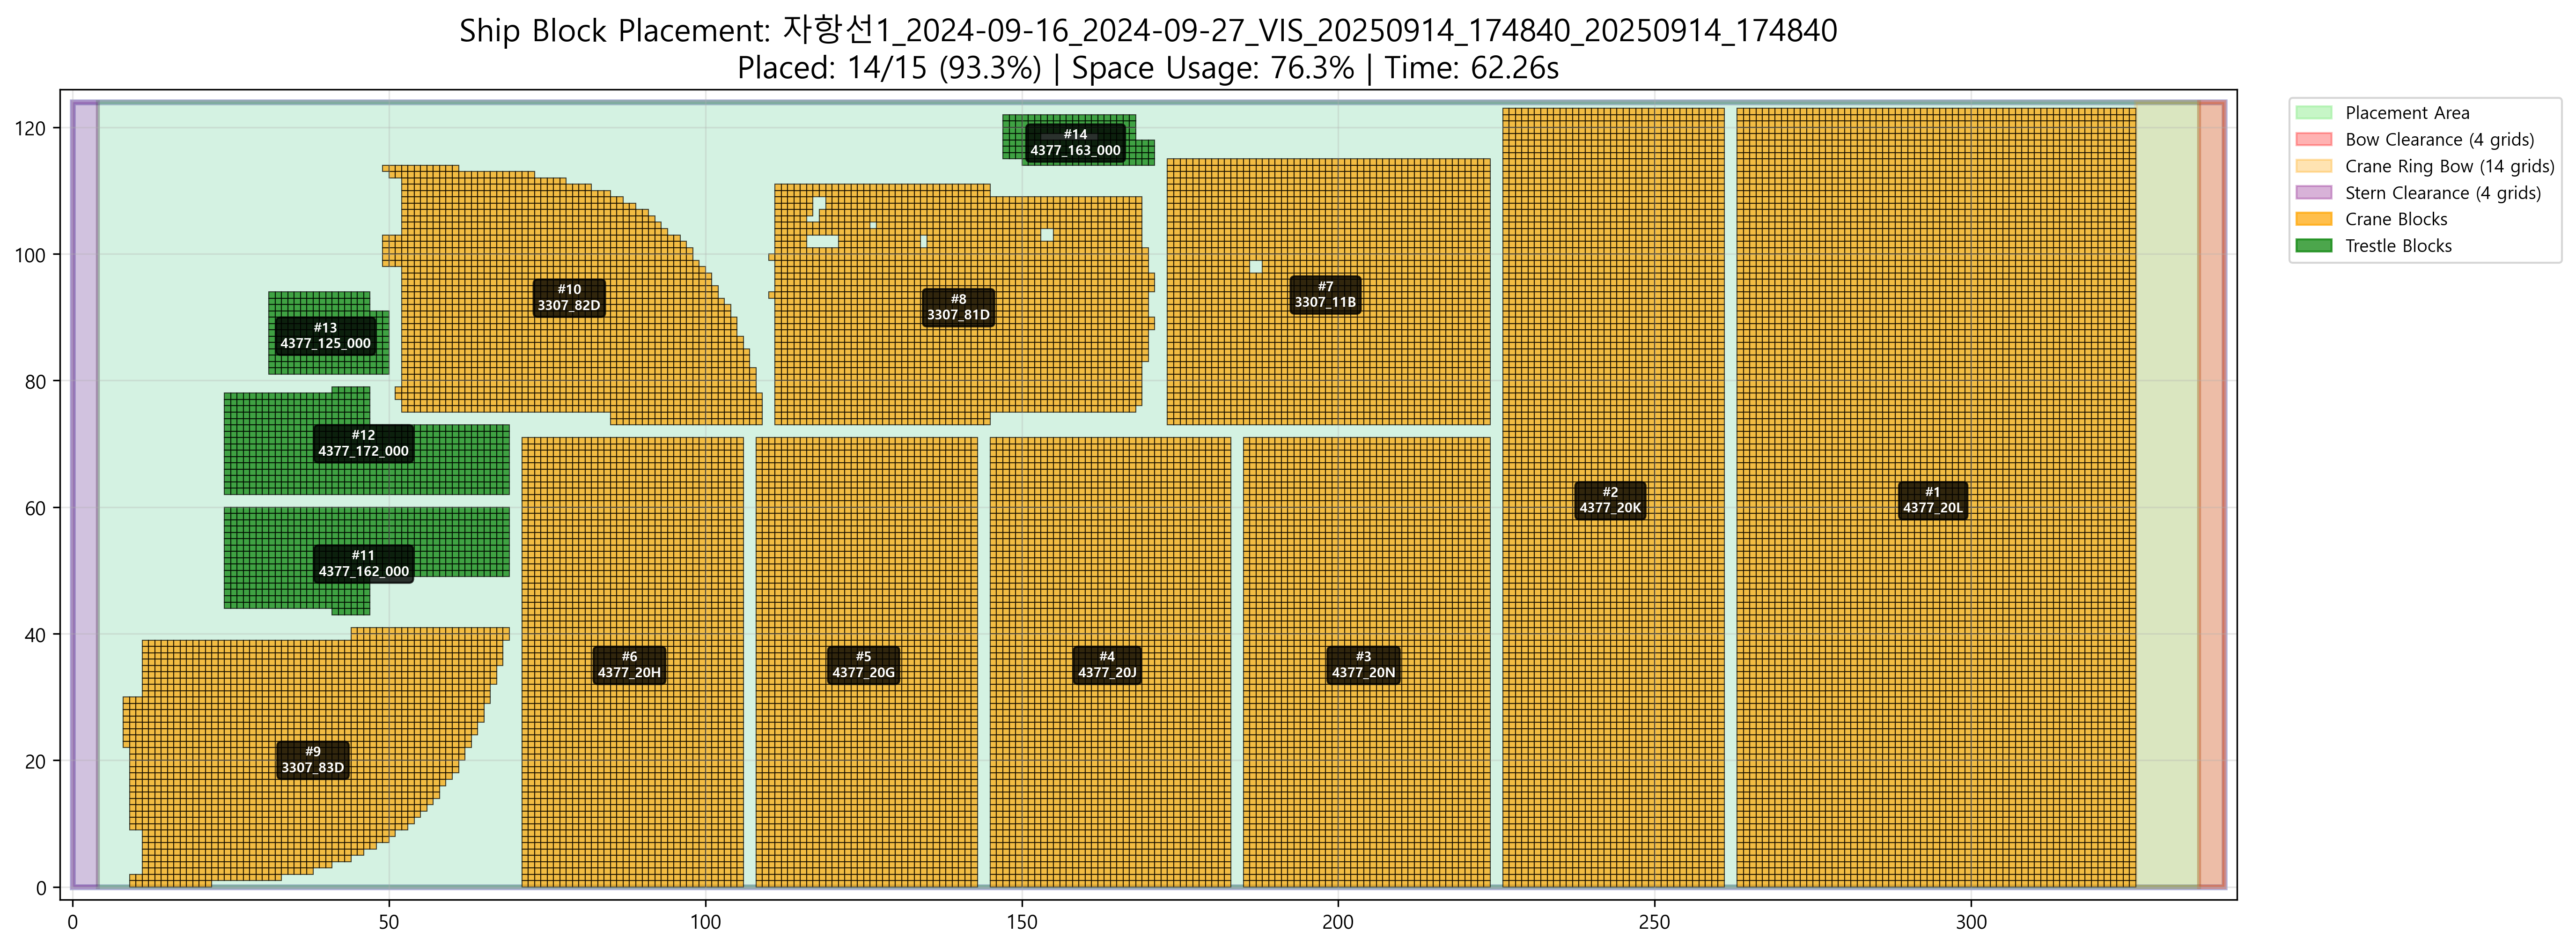 Ship Block Placement: 자항선1_2024-09-16_2024-09-27_VIS_20250914_174840_20250914_174840
Placed: 14/15 (93.3%) | Space Usage: 76.3% | Time: 62.26s
Placement Area
Bow Clearance (4 grids)
Crane Ring Bow (14 grids)
Stern Clearance (4 grids)
Crane Blocks
Trestle Blocks
120
100
80
60
40
20
0
0
50
100
150
200
250
300
#14
4377_163_000
#10
3307_82D
#8
3307_81D
#7
3307_11B
#13
4377_125_000
#12
4377_172_000
#11
4377_162_000
#2
4377_20K
#1
4377_20L
#9
3307_83D
#6
4377_20H
#5
4377_20G
#4
4377_20J
#3
4377_20N